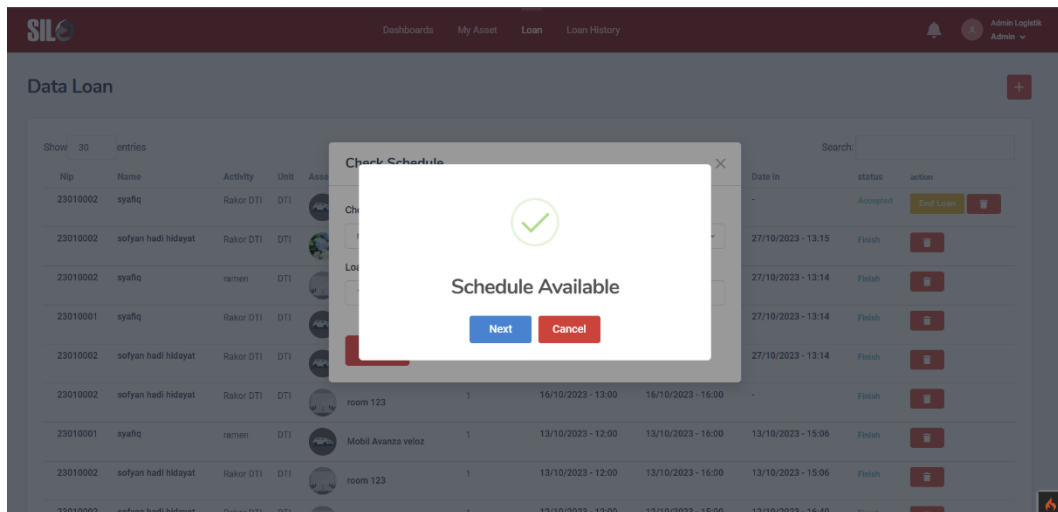 SILO
Dashboards My Asset Loan Loan History
Admin Logistik
Admin
Data Loan
+
Show 30 entries
Search:
Nip Name Activity Unit Date In status action
23010002 syafiq Rakor DTI DTI - Accepted End Loan
23010002 sofyan hadi hidayat Rakor DTI DTI 27/10/2023 - 13.15 Finish
23010002 syafiq ramen DTI 27/10/2023 - 13:14 Finish
23010001 syafiq Rakor DTI DTI 27/10/2023 - 13:14 Finish
23010002 sofyan hadi hidayat Rakor DTI DTI 27/10/2023 - 13:14 Finish
23010002 sofyan hadi hidayat Rakor DTI DTI room 123 1 16/10/2023 - 13:00 16/10/2023 - 16:00 - Finish
23010001 syafiq ramen DTI Mobil Avanza veloz 1 13/10/2023 - 12:00 13/10/2023 - 16:00 13/10/2023 - 15:06 Finish
23010002 sofyan hadi hidayat Rakor DTI DTI room 123 1 13/10/2023 - 12:00 13/10/2023 - 16:00 13/10/2023 - 15:06 Finish
Check Schedule
Schedule Available
Next Cancel